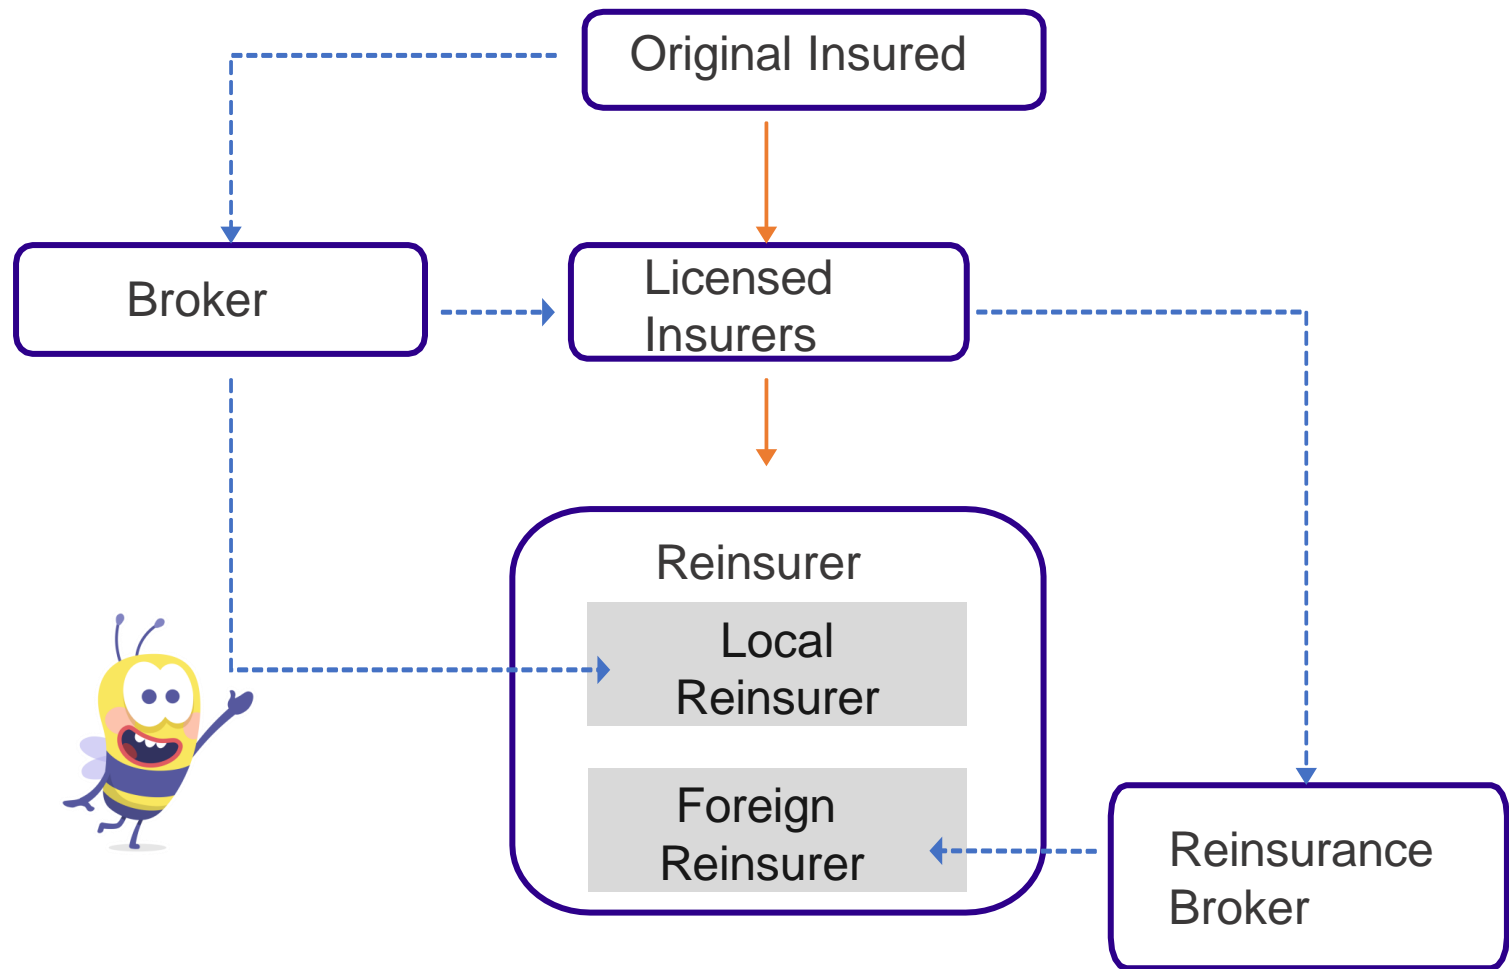 Original Insured
Broker
Licensed
Insurers
Reinsurer
Local
Reinsurer
Foreign
Reinsurer
Reinsurance
Broker